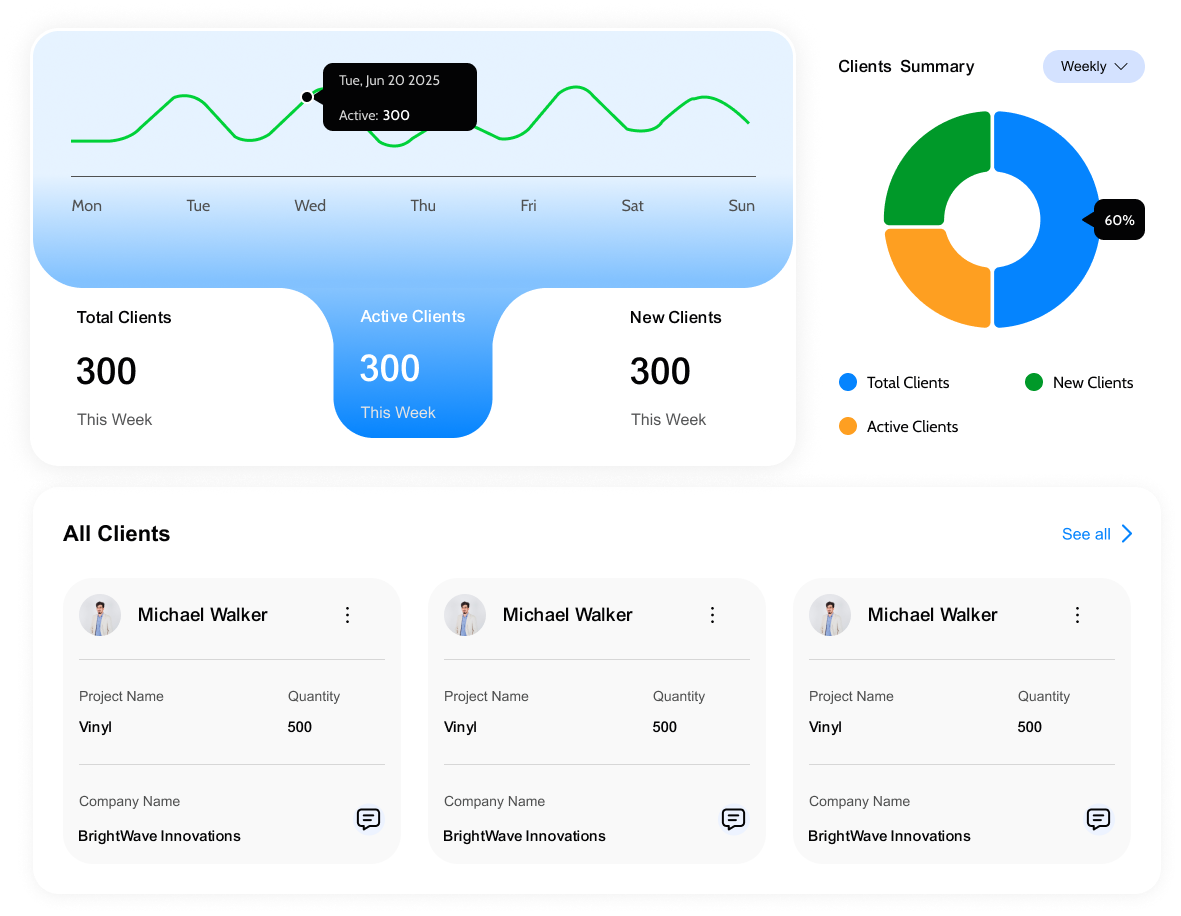 Tue, Jun 20 2025
Active: 300
Mon Tue Wed Thu Fri Sat Sun
Total Clients
300
This Week
Active Clients
300
This Week
New Clients
300
This Week
Clients Summary
Weekly
60%
Total Clients
New Clients
Active Clients
All Clients
See all
Michael Walker
Project Name Quantity
Vinyl 500
Company Name
BrightWave Innovations
Michael Walker
Project Name Quantity
Vinyl 500
Company Name
BrightWave Innovations
Michael Walker
Project Name Quantity
Vinyl 500
Company Name
BrightWave Innovations